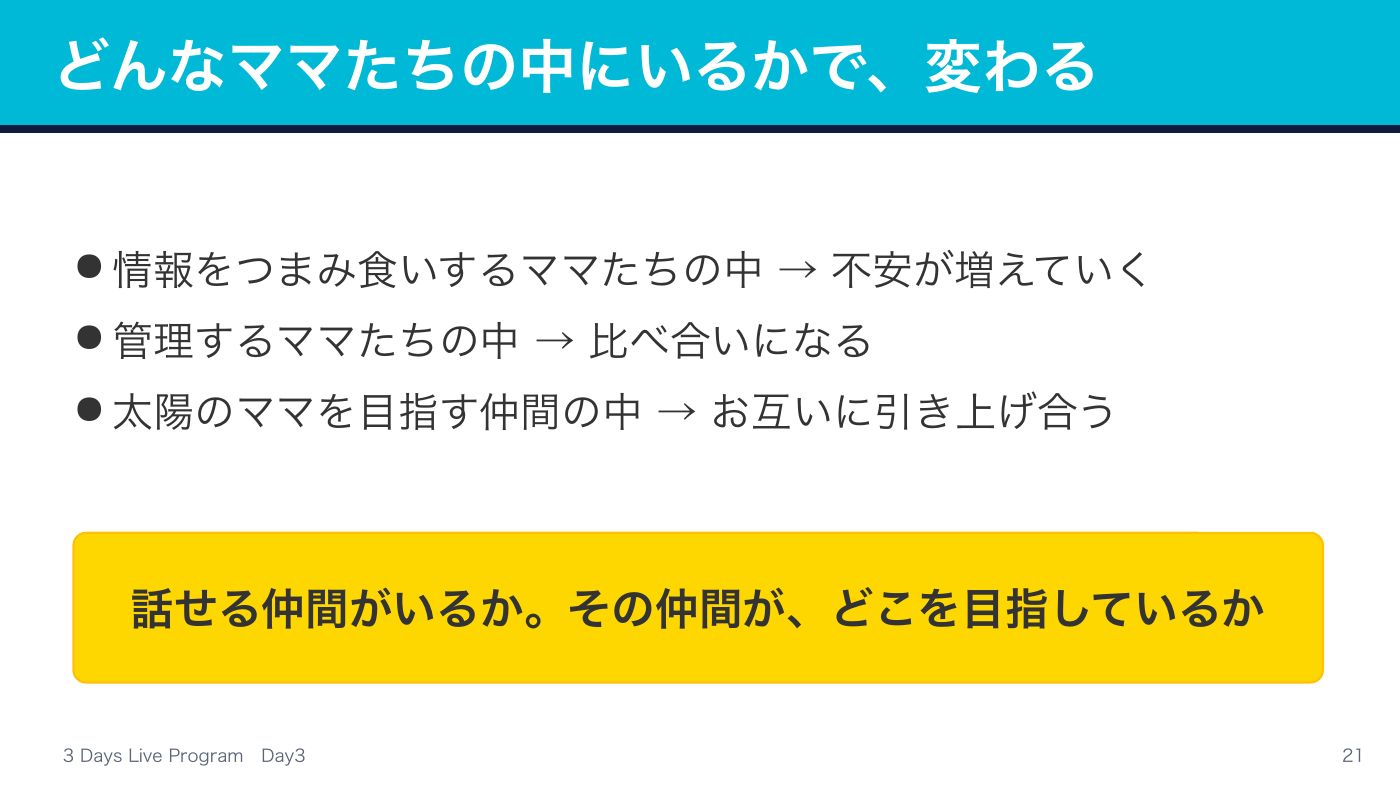 どんなママたちの中にいるかで、変わる
● 情報をつまみ食いするママたちの中 → 不安が増えていく
● 管理するママたちの中 → 比べ合いになる
● 太陽のママを目指す仲間の中 → お互いに引き上げ合う
話せる仲間がいるか。その仲間が、どこを目指しているか
3 Days Live Program　Day3
21